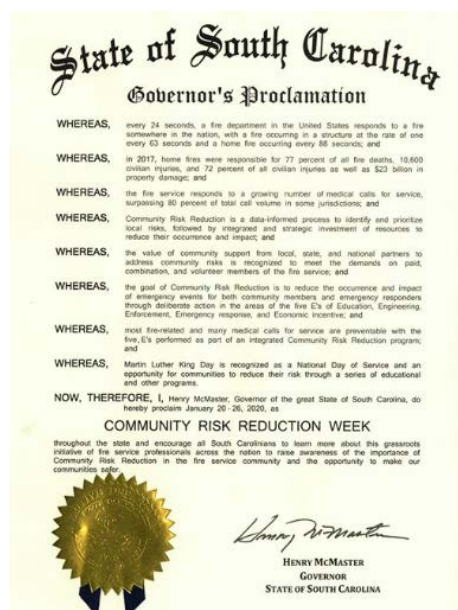 State of South Carolina
Governor's Proclamation
WHEREAS, every 24 seconds, a fire department in the United States responds to a fire
somewhere in the nation, with a fire occurring in a structure at the rate of one
every 63 seconds and a home fire occurring every 88 seconds; and
WHEREAS, in 2017, home fires were responsible for 77 percent of all fire deaths, 10,600
civilian injuries, and 72 percent of all civilian injuries as well as $23 billion in
property damage; and
WHEREAS, the fire service responds to a growing number of medical calls for service,
surpassing 80 percent of total call volume in some jurisdictions; and
WHEREAS, Community Risk Reduction is a data-informed process to identify and prioritize
local risks, followed by integrated and strategic investment of resources to
reduce their occurrence and impact; and
WHEREAS, the value of community support from local, state, and national partners to
address community risks is recognized to meet the demands on paid,
combination, and volunteer members of the fire service; and
WHEREAS, the goal of Community Risk Reduction is to reduce the occurrence and impact
of emergency events for both community members and emergency responders
through deliberate action in the areas of the five E's of Education, Engineering,
Enforcement, Emergency response, and Economic Incentive; and
WHEREAS, most fire-related and many medical calls for service are preventable with the
five E's performed as part of an integrated Community Risk Reduction program;
and
WHEREAS, Martin Luther King Day is recognized as a National Day of Service and an
opportunity for communities to reduce their risk through a series of educational
and other programs.
NOW, THEREFORE, I, Henry McMaster, Governor of the great State of South Carolina, do
hereby proclaim January 20 - 26, 2020, as
COMMUNITY RISK REDUCTION WEEK
throughout the state and encourage all South Carolinians to learn more about this grassroots
initiative of fire service professionals across the nation to raise awareness of the importance of
Community Risk Reduction in the fire service community and the opportunity to make our
communities safer.
Henry McMaster
HENRY MCMASTER
GOVERNOR
STATE OF SOUTH CAROLINA